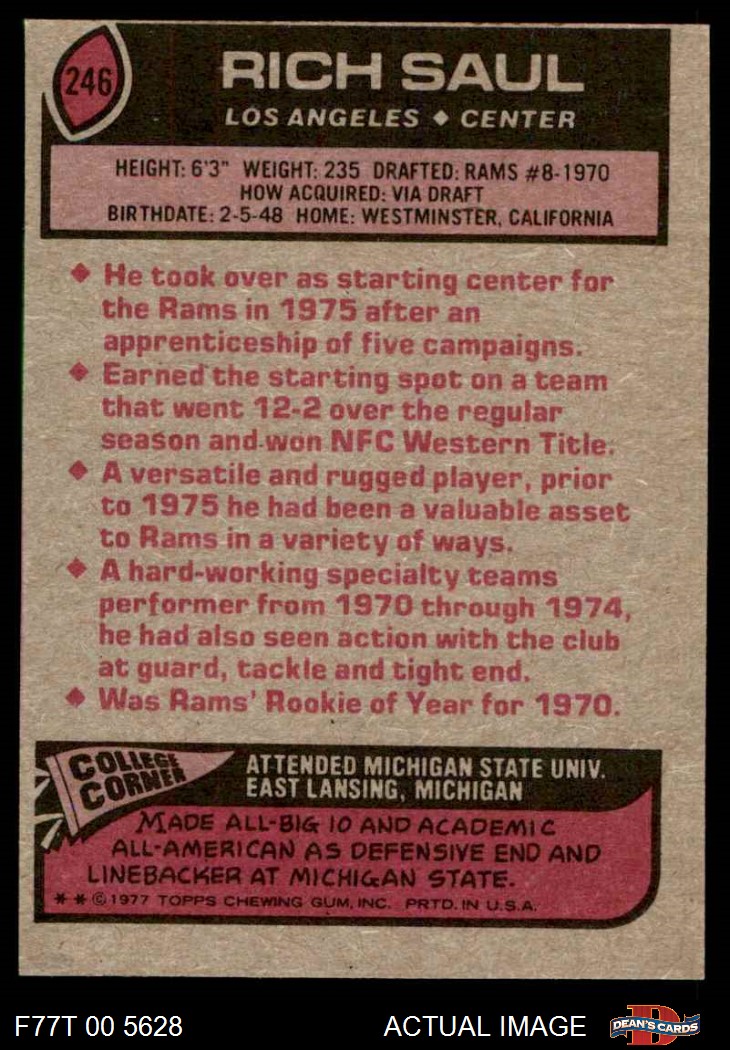 246
RICH SAUL
LOS ANGELES ◆ CENTER
HEIGHT: 6'3" WEIGHT: 235 DRAFTED: RAMS #8-1970
HOW ACQUIRED: VIA DRAFT
BIRTHDATE: 2-5-48 HOME: WESTMINSTER, CALIFORNIA
◆ He took over as starting center for
the Rams in 1975 after an
apprenticeship of five campaigns.
◆ Earned the starting spot on a team
that went 12-2 over the regular
season and won NFC Western Title.
◆ A versatile and rugged player, prior
to 1975 he had been a valuable asset
to Rams in a variety of ways.
◆ A hard-working specialty teams
performer from 1970 through 1974,
he had also seen action with the club
at guard, tackle and tight end.
◆ Was Rams' Rookie of Year for 1970.
COLLEGE
CORNER
ATTENDED MICHIGAN STATE UNIV.
EAST LANSING, MICHIGAN
MADE ALL-BIG 10 AND ACADEMIC
ALL-AMERICAN AS DEFENSIVE END AND
LINEBACKER AT MICHIGAN STATE.
** © 1977 TOPPS CHEWING GUM, INC. PRTD. IN U.S.A.
F77T 00 5628
ACTUAL IMAGE
D
DEAN'S CARDS